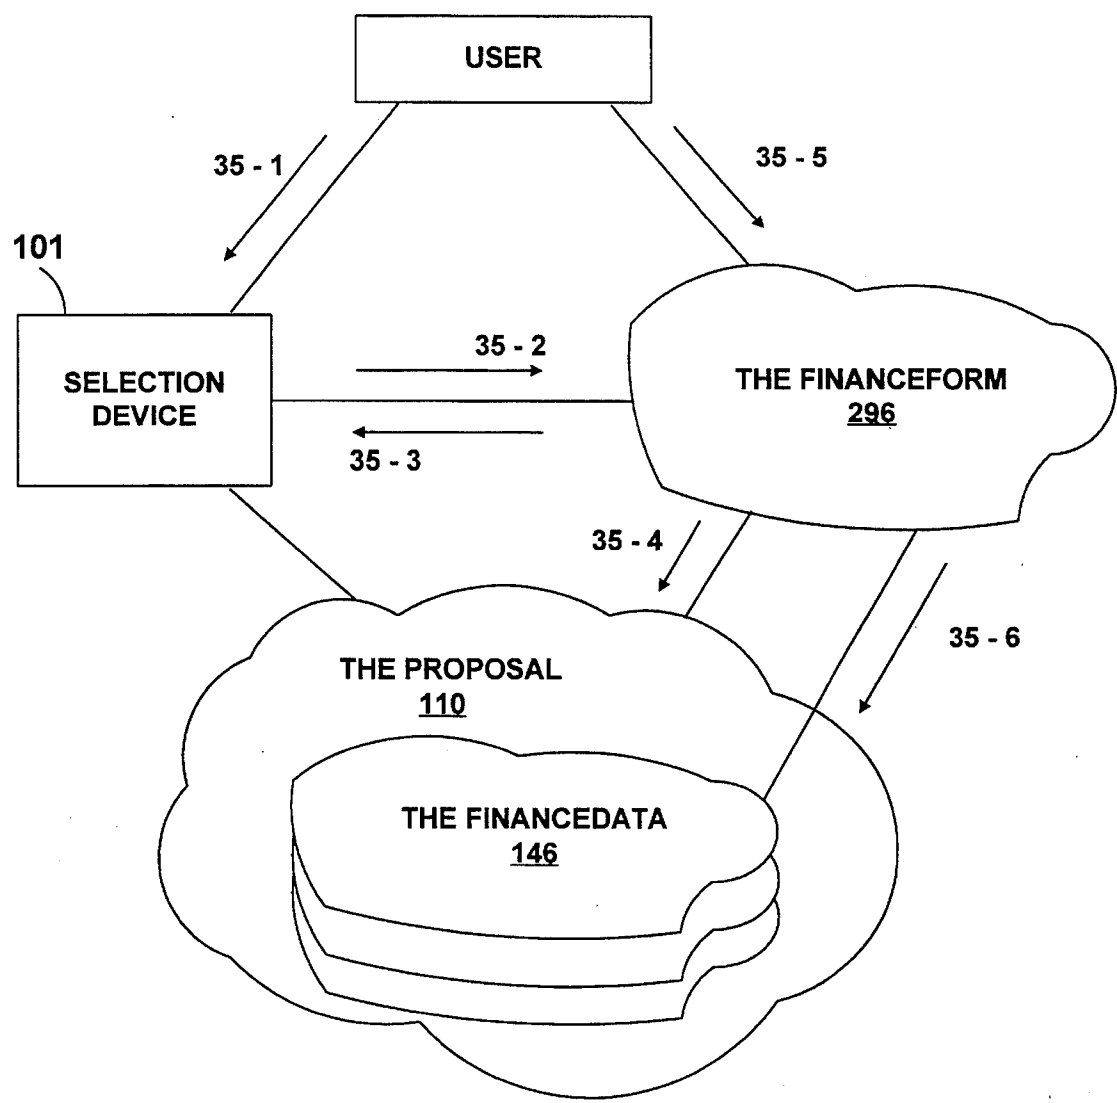 USER
35 - 1
35 - 5
101
35 - 2
SELECTION
DEVICE
THE FINANCEFORM
296
35 - 3
35 - 4
35 - 6
THE PROPOSAL
110
THE FINANCEDATA
146